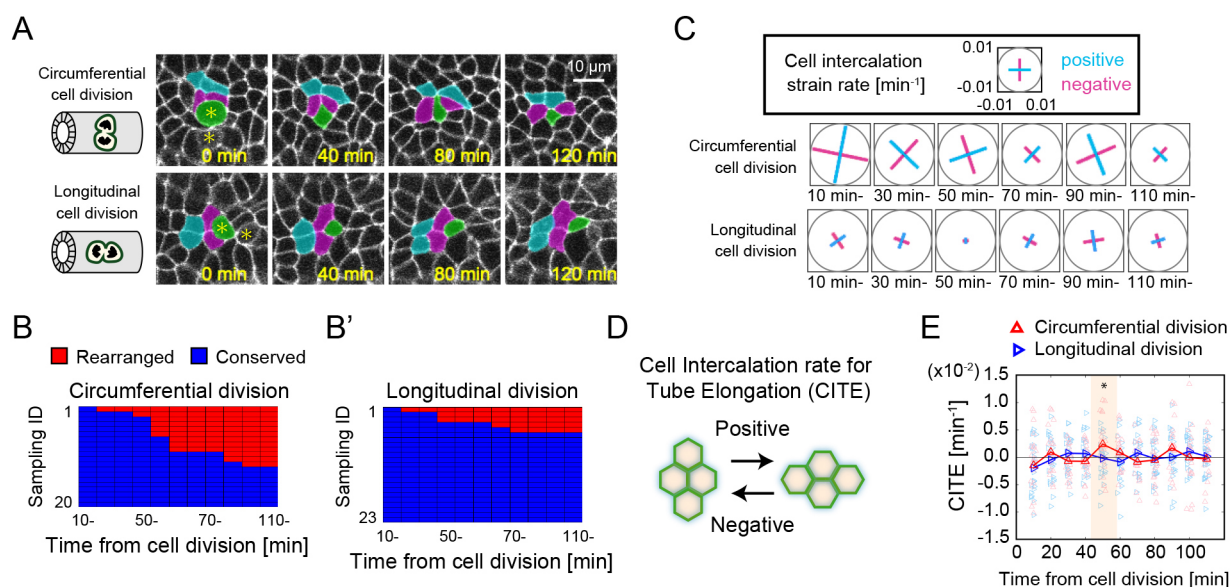 A
Circumferential
cell division
*
*
0 min
40 min
80 min
10 µm
120 min
Longitudinal
cell division
*
*
0 min
40 min
80 min
120 min
B
Rearranged
Conserved
Circumferential division
Sampling ID
1
20
10-
50-
70-
110-
Time from cell division [min]
B’
Longitudinal division
Sampling ID
1
23
10-
50-
70-
110-
Time from cell division [min]
C
Cell intercalation
strain rate [min⁻¹]
0.01
-0.01
-0.01
0.01
positive
negative
Circumferential
cell division
10 min-
30 min-
50 min-
70 min-
90 min-
110 min-
Longitudinal
cell division
10 min-
30 min-
50 min-
70 min-
90 min-
110 min-
D
Cell Intercalation rate for
Tube Elongation (CITE)
Positive
Negative
E
Circumferential division
Longitudinal division
(x10⁻²)
CITE [min⁻¹]
1.5
1.0
0.5
0.0
-0.5
-1.0
-1.5
*
0
20
40
60
80
100
Time from cell division [min]